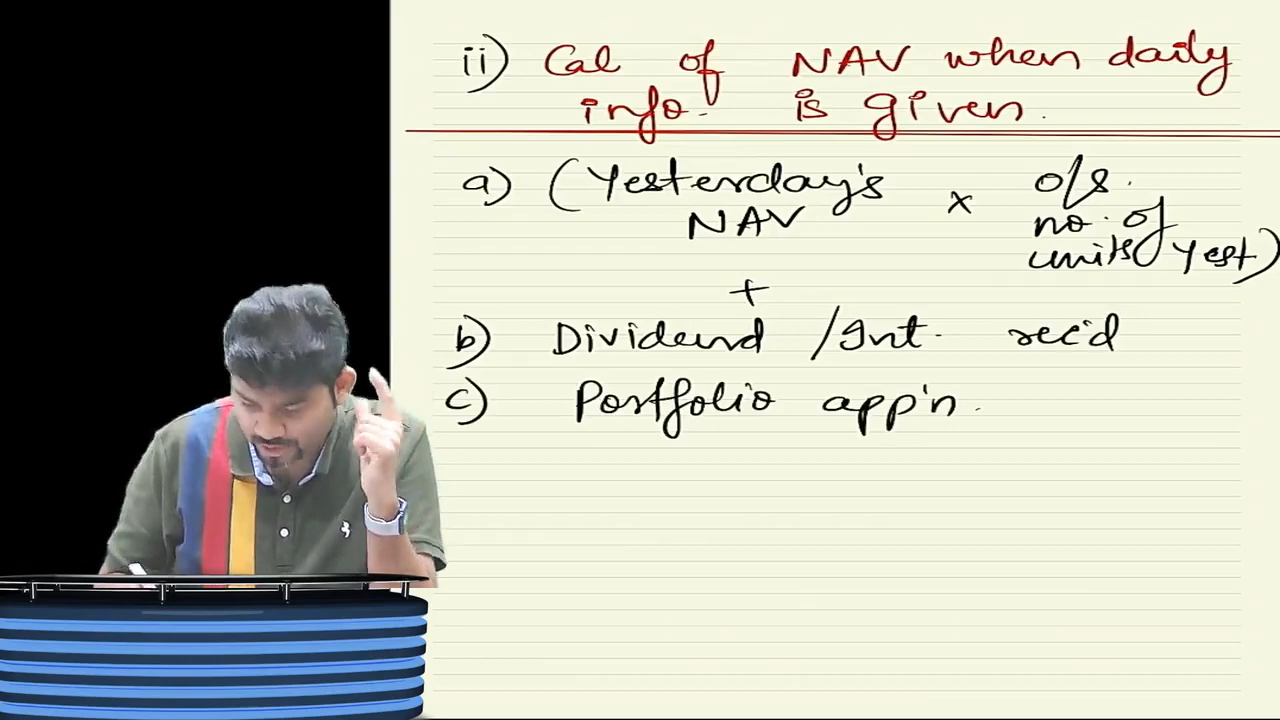 ii) Cal of NAV when daily
info. is given.
a) (Yesterday's NAV x o/s. no. of units Yest)
+
b) Dividend /Int. rec'd
c) Portfolio app'n.